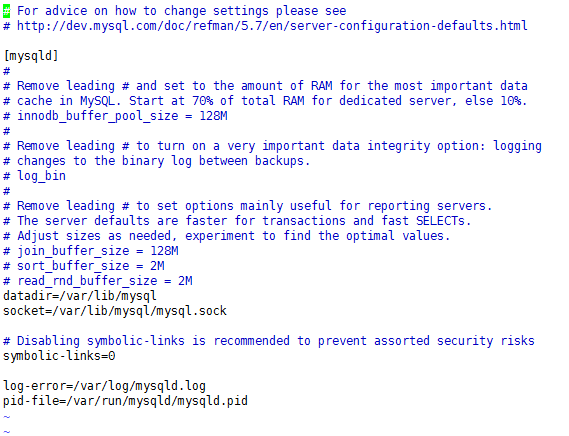 # For advice on how to change settings please see
# http://dev.mysql.com/doc/refman/5.7/en/server-configuration-defaults.html
[mysqld]
#
# Remove leading # and set to the amount of RAM for the most important data
# cache in MySQL. Start at 70% of total RAM for dedicated server, else 10%.
# innodb_buffer_pool_size = 128M
#
# Remove leading # to turn on a very important data integrity option: logging
# changes to the binary log between backups.
# log_bin
#
# Remove leading # to set options mainly useful for reporting servers.
# The server defaults are faster for transactions and fast SELECTs.
# Adjust sizes as needed, experiment to find the optimal values.
# join_buffer_size = 128M
# sort_buffer_size = 2M
# read_rnd_buffer_size = 2M
datadir=/var/lib/mysql
socket=/var/lib/mysql/mysql.sock
# Disabling symbolic-links is recommended to prevent assorted security risks
symbolic-links=0
log-error=/var/log/mysqld.log
pid-file=/var/run/mysqld/mysqld.pid
~
~